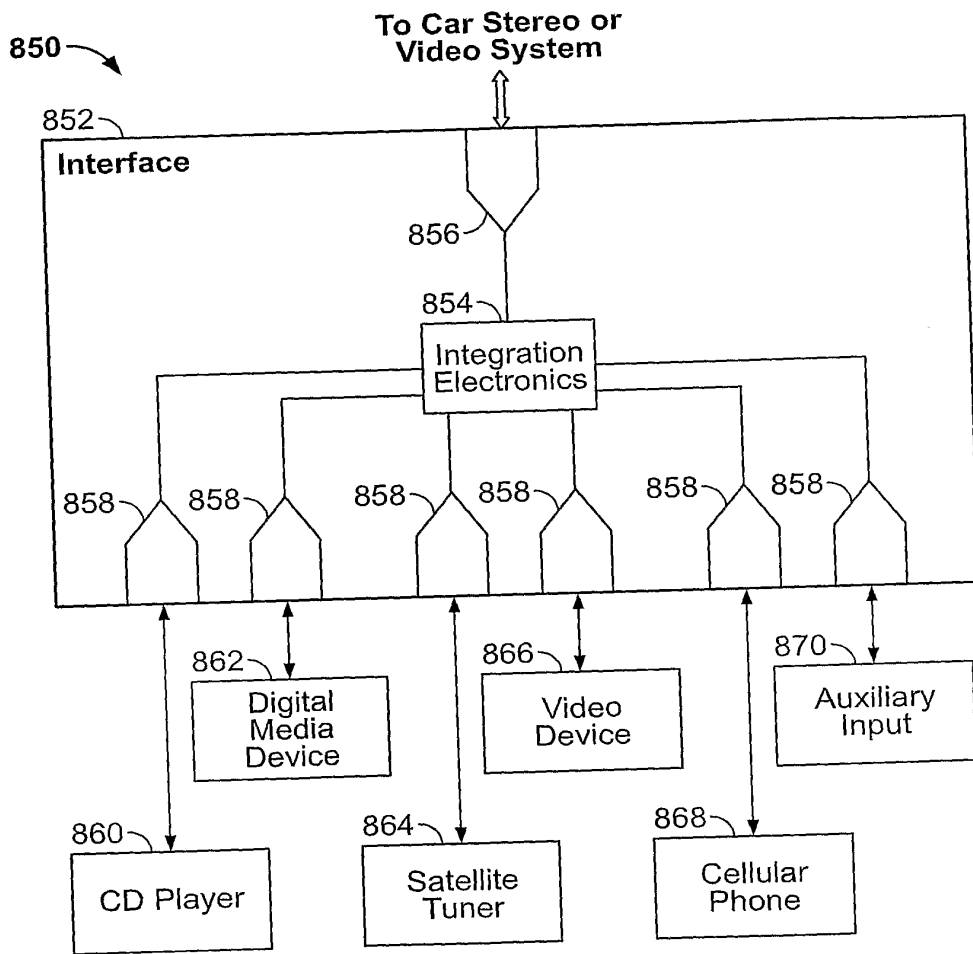 To Car Stereo or
Video System
850
852
Interface
856
854
Integration
Electronics
858
858
858
858
858
858
862
Digital
Media
Device
866
Video
Device
870
Auxiliary
Input
860
CD Player
864
Satellite
Tuner
868
Cellular
Phone